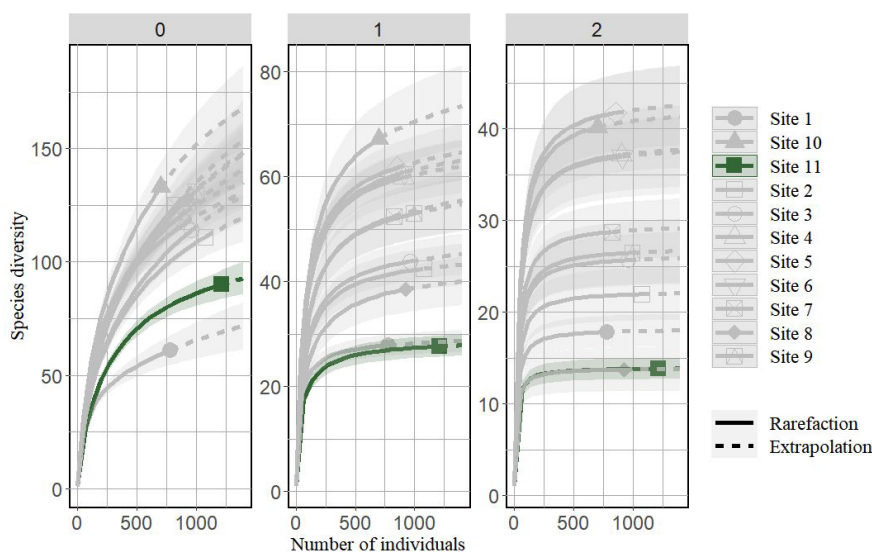 0 1 2
Species diversity
0
50
100
150
0
20
40
60
80
0
10
20
30
40
0 500 1000
0 500 1000
0 500 1000
Number of individuals
Site 1
Site 10
Site 11
Site 2
Site 3
Site 4
Site 5
Site 6
Site 7
Site 8
Site 9
Rarefaction
Extrapolation